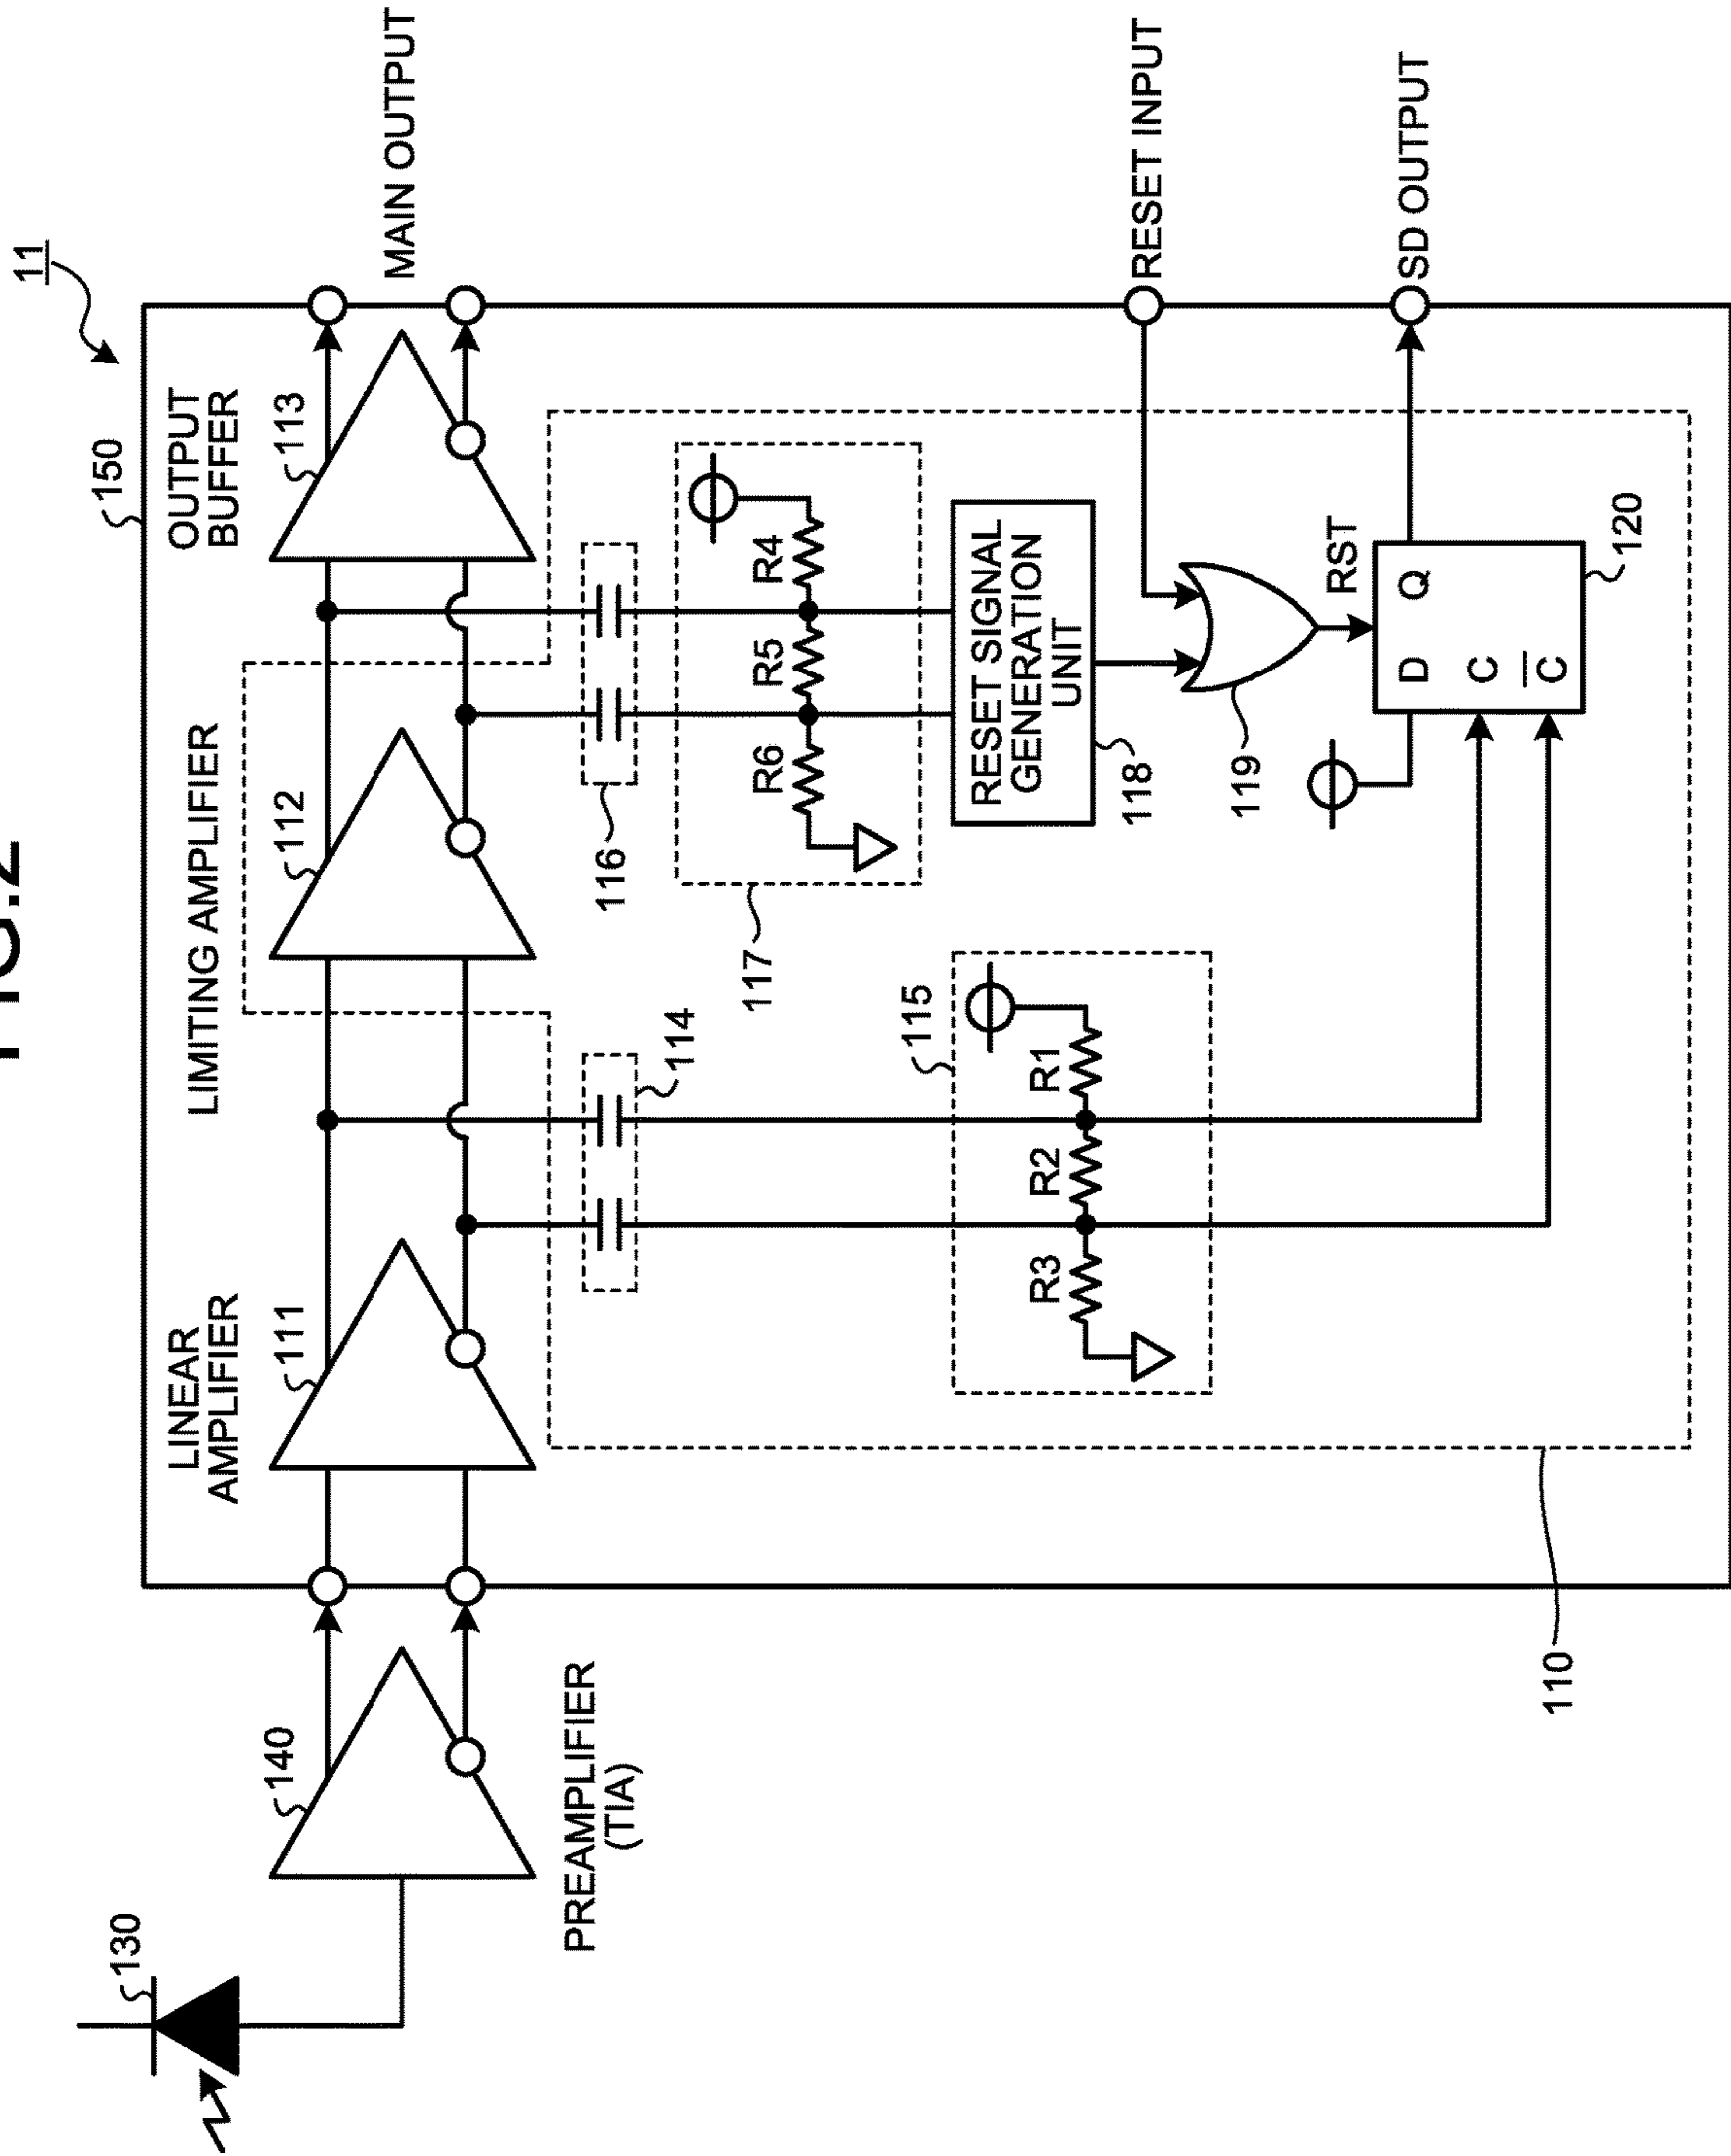 FIG.2
11
150
130
140
PREAMPLIFIER
(TIA)
LINEAR
AMPLIFIER
111
LIMITING AMPLIFIER
112
OUTPUT
BUFFER
113
MAIN OUTPUT
114
116
115
R3
R2
R1
117
R6
R5
R4
RESET SIGNAL
GENERATION
UNIT
118
119
RESET INPUT
RST
D
Q
C
C
120
SD OUTPUT
110